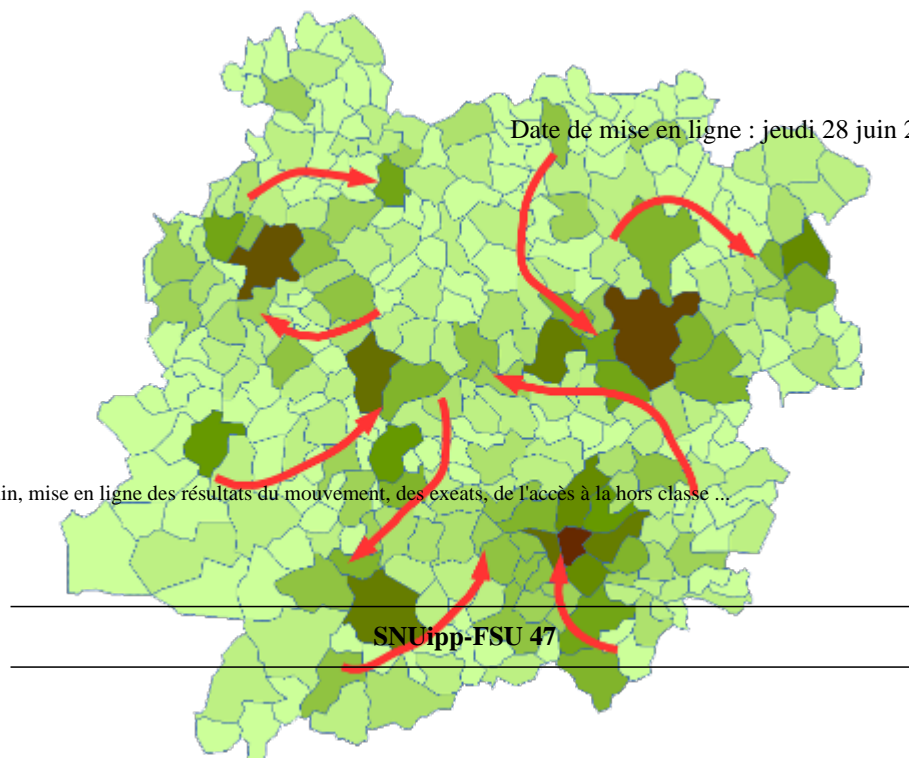 Date de mise en ligne : jeudi 28 juin
mise en ligne des résultats du mouvement, des exeats, de l'accès à la hors classe ...
SNUipp-FSU 47